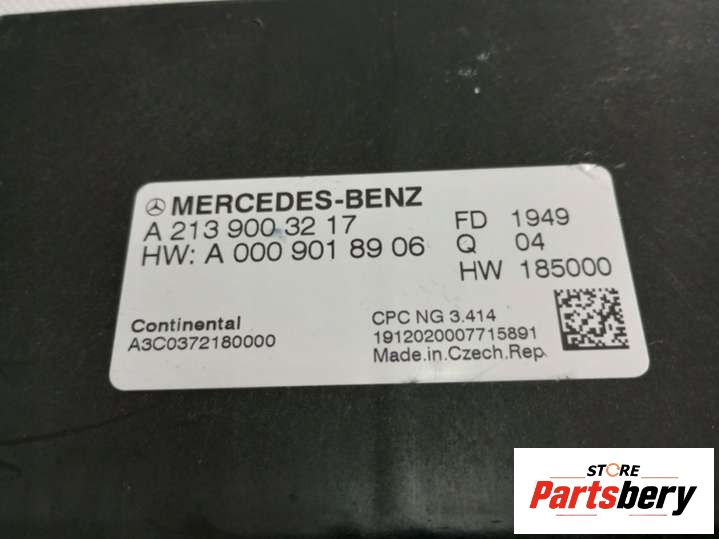 MERCEDES-BENZ
A 213 900 32 17
HW: A 000 901 89 06
FD 1949
Q 04
HW 185000
Continental
A3C0372180000
CPC NG 3.414
1912020007715891
Made.in.Czech.Rep
STORE
Partsbery